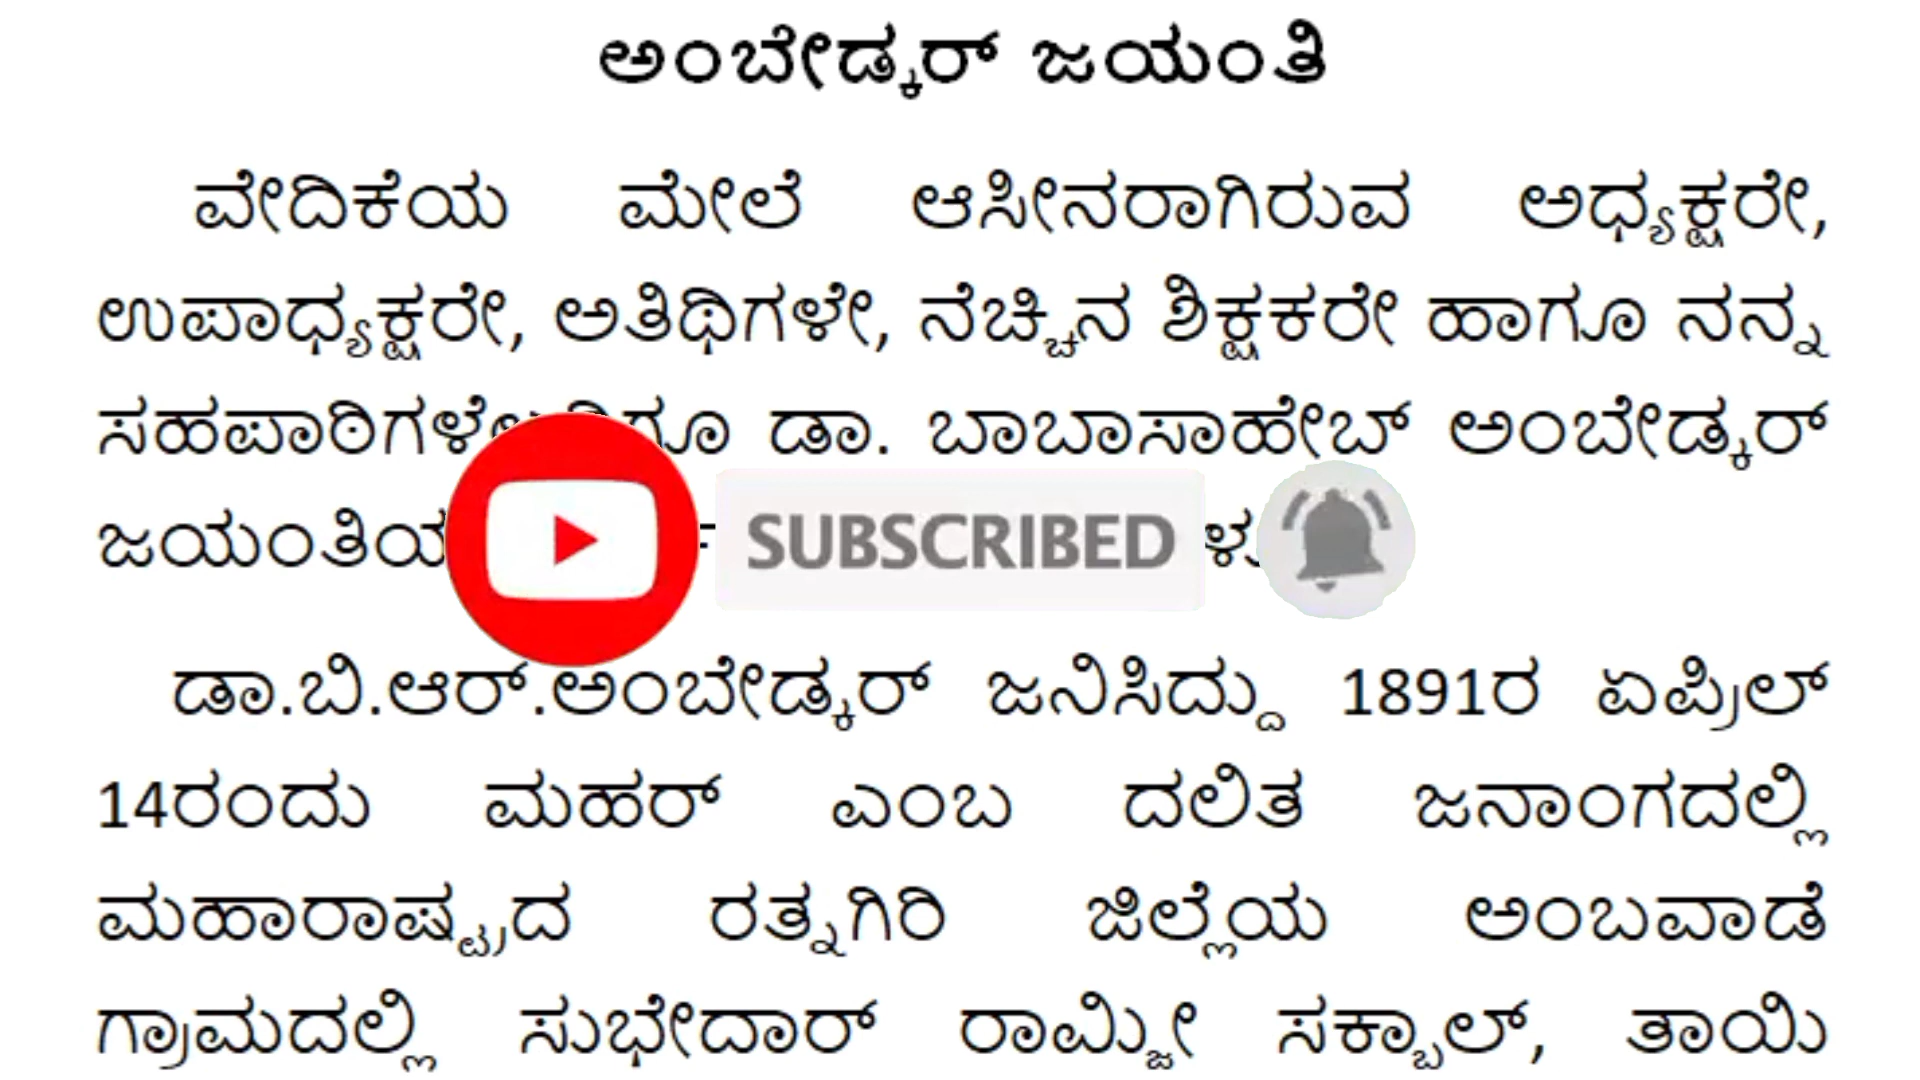 ಅಂಬೇಡ್ಕರ್ ಜಯಂತಿ
ವೇದಿಕೆಯ ಮೇಲೆ ಆಸೀನರಾಗಿರುವ ಅಧ್ಯಕ್ಷರೇ,
ಉಪಾಧ್ಯಕ್ಷರೇ, ಅತಿಥಿಗಳೇ, ನೆಚ್ಚಿನ ಶಿಕ್ಷಕರೇ ಹಾಗೂ ನನ್ನ
ಸಹಪಾಠಿಗಳೇ ಡಾ. ಬಾಬಾಸಾಹೇಬ್ ಅಂಬೇಡ್ಕರ್
ಜಯಂತಿಯ SUBSCRIBED
ಡಾ.ಬಿ.ಆರ್.ಅಂಬೇಡ್ಕರ್ ಜನಿಸಿದ್ದು 1891ರ ಏಪ್ರಿಲ್
14ರಂದು ಮಹರ್ ಎಂಬ ದಲಿತ ಜನಾಂಗದಲ್ಲಿ
ಮಹಾರಾಷ್ಟ್ರದ ರತ್ನಗಿರಿ ಜಿಲ್ಲೆಯ ಅಂಬವಾಡೆ
ಗ್ರಾಮದಲ್ಲಿ ಸುಭೇದಾರ್ ರಾಮ್ಜೀ ಸಕ್ಬಾಲ್, ತಾಯಿ